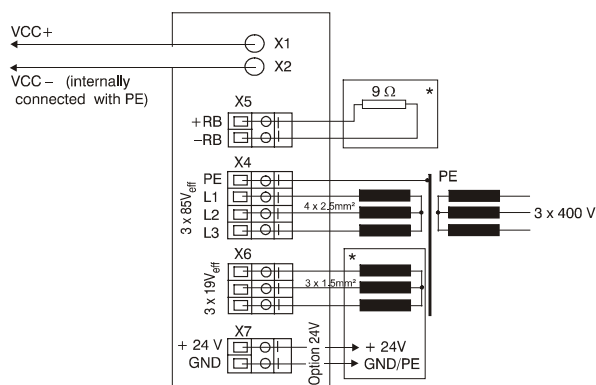 VCC+
X1
X2
VCC – (internally
connected with PE)
X5
9 Ω
*
+RB
–RB
X4
PE
PE
L1
L2
L3
3 x 85Veff
4 x 2.5mm²
3 x 400 V
X6
*
3 x 19Veff
3 x 1.5mm²
X7
+ 24 V
GND
Option 24V
+ 24V
GND/PE